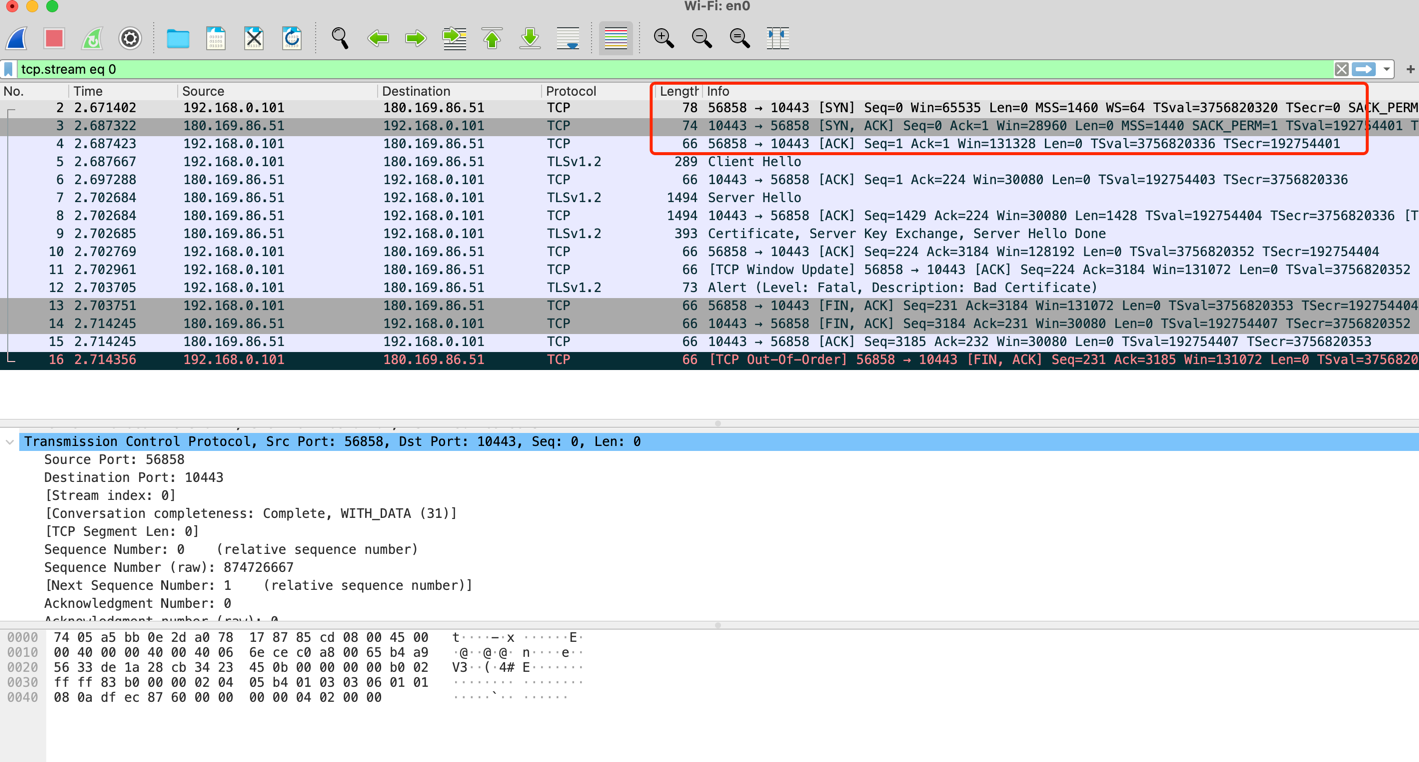 Wi-Fi: en0
tcp.stream eq 0
No. Time Source Destination Protocol Length Info
2 2.671402 192.168.0.101 180.169.86.51 TCP 78 56858 → 10443 [SYN] Seq=0 Win=65535 Len=0 MSS=1460 WS=64 TSval=3756820320 TSecr=0 SACK_PERM
3 2.687322 180.169.86.51 192.168.0.101 TCP 74 10443 → 56858 [SYN, ACK] Seq=0 Ack=1 Win=28960 Len=0 MSS=1440 SACK_PERM=1 TSval=192754401 T
4 2.687423 192.168.0.101 180.169.86.51 TCP 66 56858 → 10443 [ACK] Seq=1 Ack=1 Win=131328 Len=0 TSval=3756820336 TSecr=192754401
5 2.687667 192.168.0.101 180.169.86.51 TLSv1.2 289 Client Hello
6 2.697288 180.169.86.51 192.168.0.101 TCP 66 10443 → 56858 [ACK] Seq=1 Ack=224 Win=30080 Len=0 TSval=192754403 TSecr=3756820336
7 2.702684 180.169.86.51 192.168.0.101 TLSv1.2 1494 Server Hello
8 2.702684 180.169.86.51 192.168.0.101 TCP 1494 10443 → 56858 [ACK] Seq=1429 Ack=224 Win=30080 Len=1428 TSval=192754404 TSecr=3756820336 [T
9 2.702685 180.169.86.51 192.168.0.101 TLSv1.2 393 Certificate, Server Key Exchange, Server Hello Done
10 2.702769 192.168.0.101 180.169.86.51 TCP 66 56858 → 10443 [ACK] Seq=224 Ack=3184 Win=128192 Len=0 TSval=3756820352 TSecr=192754404
11 2.702961 192.168.0.101 180.169.86.51 TCP 66 [TCP Window Update] 56858 → 10443 [ACK] Seq=224 Ack=3184 Win=131072 Len=0 TSval=3756820352
12 2.703705 192.168.0.101 180.169.86.51 TLSv1.2 73 Alert (Level: Fatal, Description: Bad Certificate)
13 2.703751 192.168.0.101 180.169.86.51 TCP 66 56858 → 10443 [FIN, ACK] Seq=231 Ack=3184 Win=131072 Len=0 TSval=3756820353 TSecr=192754404
14 2.714245 180.169.86.51 192.168.0.101 TCP 66 10443 → 56858 [FIN, ACK] Seq=3184 Ack=231 Win=30080 Len=0 TSval=192754407 TSecr=3756820352
15 2.714245 180.169.86.51 192.168.0.101 TCP 66 10443 → 56858 [ACK] Seq=3185 Ack=232 Win=30080 Len=0 TSval=192754407 TSecr=3756820353
16 2.714356 192.168.0.101 180.169.86.51 TCP 66 [TCP Out-Of-Order] 56858 → 10443 [FIN, ACK] Seq=231 Ack=3185 Win=131072 Len=0 TSval=3756820
Transmission Control Protocol, Src Port: 56858, Dst Port: 10443, Seq: 0, Len: 0
Source Port: 56858
Destination Port: 10443
[Stream index: 0]
[Conversation completeness: Complete, WITH_DATA (31)]
[TCP Segment Len: 0]
Sequence Number: 0 (relative sequence number)
Sequence Number (raw): 874726667
[Next Sequence Number: 1 (relative sequence number)]
Acknowledgment Number: 0
Acknowledgment number (raw): 0
0000 74 05 a5 bb 0e 2d a0 78 17 87 85 cd 08 00 45 00 t····-·x ······E·
0010 00 40 00 00 40 00 40 06 6e ce c0 a8 00 65 b4 a9 ·@··@·@· n····e··
0020 56 33 de 1a 28 cb 34 23 45 0b 00 00 00 00 b0 02 V3··(·4# E·······
0030 ff ff 83 b0 00 00 02 04 05 b4 01 03 03 06 01 01 ········ ········
0040 08 0a df ec 87 60 00 00 00 00 04 02 00 00 ·····`·· ······